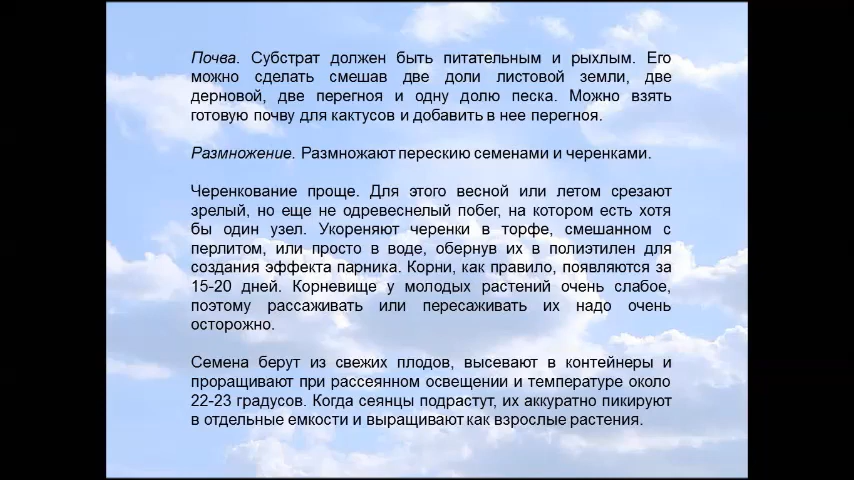 Почва. Субстрат должен быть питательным и рыхлым. Его
можно сделать смешав две доли листовой земли, две
дерновой, две перегноя и одну долю песка. Можно взять
готовую почву для кактусов и добавить в нее перегноя.
Размножение. Размножают перескию семенами и черенками.
Черенкование проще. Для этого весной или летом срезают
зрелый, но еще не одревеснелый побег, на котором есть хотя
бы один узел. Укореняют черенки в торфе, смешанном с
перлитом, или просто в воде, обернув их в полиэтилен для
создания эффекта парника. Корни, как правило, появляются за
15-20 дней. Корневище у молодых растений очень слабое,
поэтому рассаживать или пересаживать их надо очень
осторожно.
Семена берут из свежих плодов, высевают в контейнеры и
проращивают при рассеянном освещении и температуре около
22-23 градусов. Когда сеянцы подрастут, их аккуратно пикируют
в отдельные емкости и выращивают как взрослые растения.